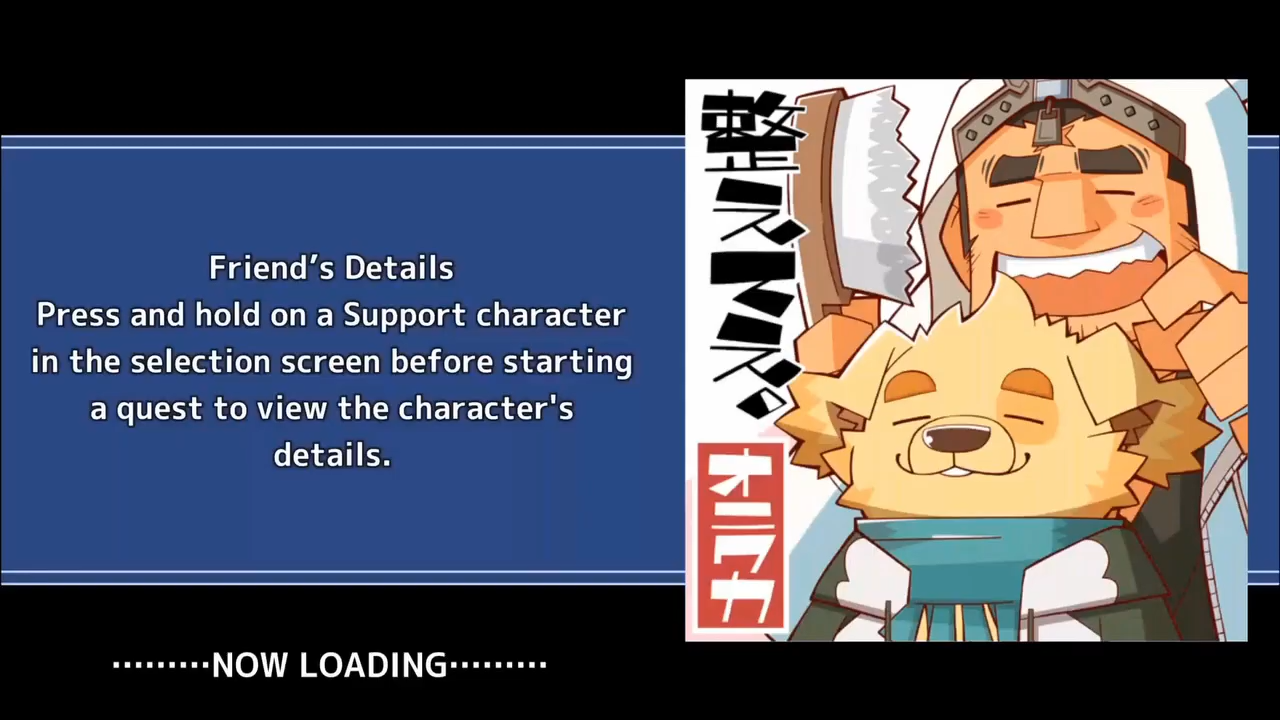 Friend’s Details
Press and hold on a Support character
in the selection screen before starting
a quest to view the character's
details.
·········NOW LOADING·········
整えマス。
オニワカ